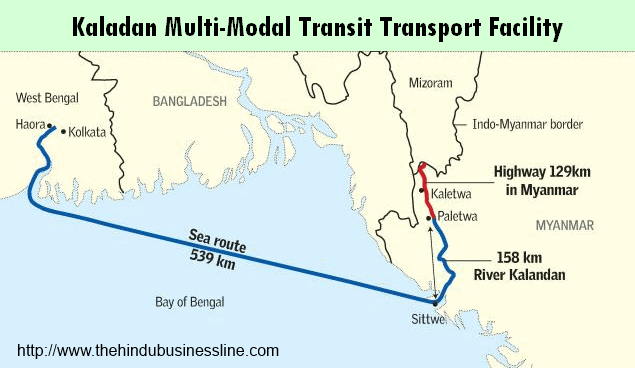 Kaladan Multi-Modal Transit Transport Facility
Mizoram
West Bengal
BANGLADESH
Haora
Kolkata
Indo-Myanmar border
Highway 129km
in Myanmar
Kaletwa
Paletwa
MYANMAR
Sea route
539 km
158 km
River Kalandan
Bay of Bengal
Sittwe
http://www.thehindubusinessline.com